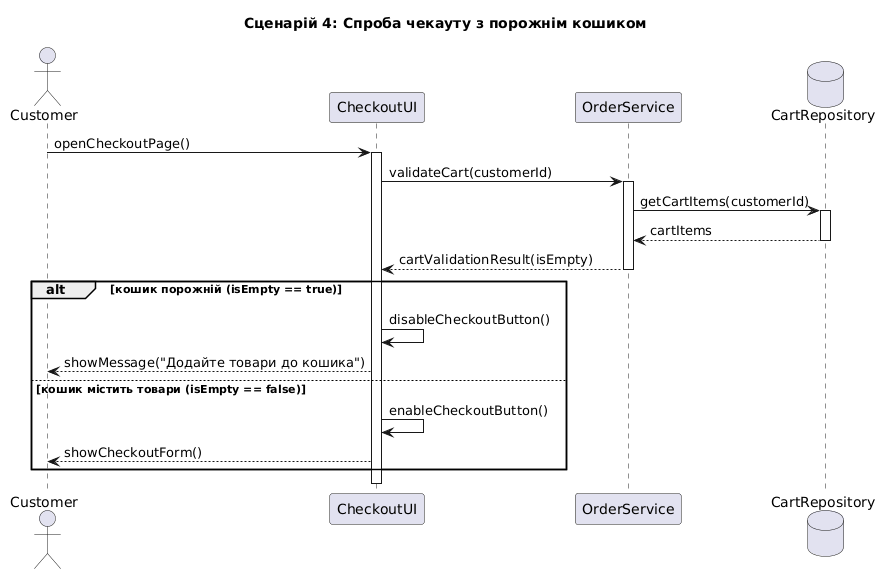 Сценарій 4: Спроба чекауту з порожнім кошиком
Customer
CheckoutUI
OrderService
CartRepository
openCheckoutPage()
validateCart(customerId)
getCartItems(customerId)
cartItems
cartValidationResult(isEmpty)
alt [кошик порожній (isEmpty == true)]
disableCheckoutButton()
showMessage("Додайте товари до кошика")
[кошик містить товари (isEmpty == false)]
enableCheckoutButton()
showCheckoutForm()
Customer
CheckoutUI
OrderService
CartRepository